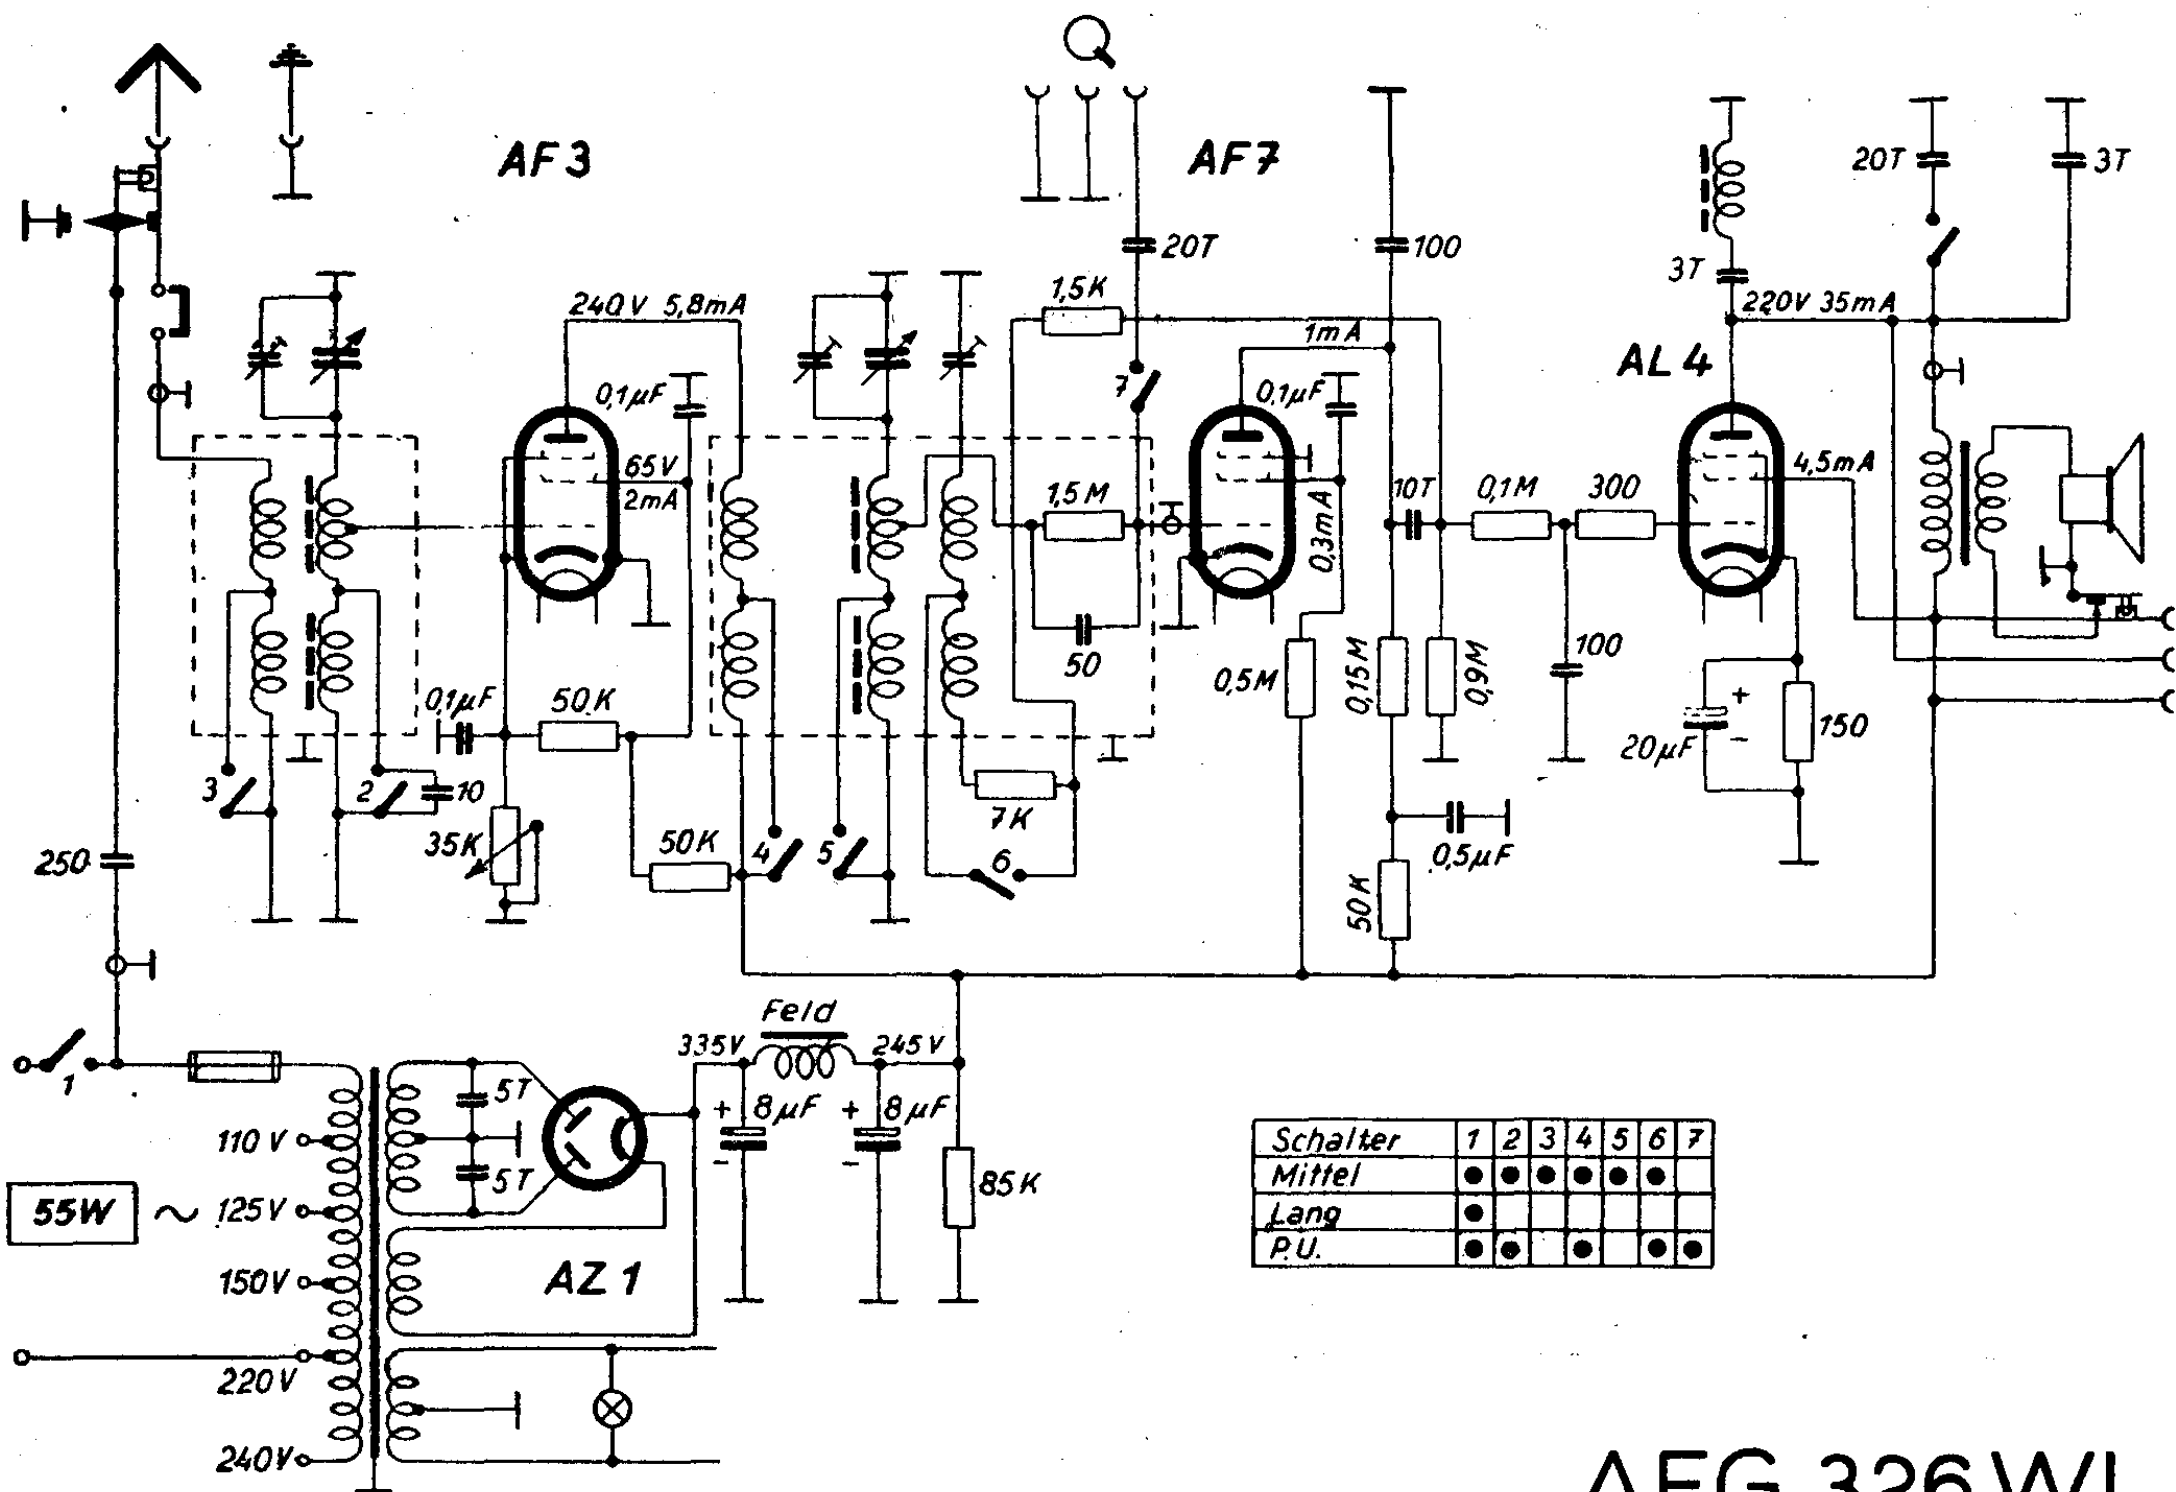 AF3
AF7
20T
3T
20T
100
1,5K
3T
240V 5,8mA
220V 35mA
1mA
AL4
7
0,1µF
0,1µF
65V
2mA
4,5mA
1,5M
10T
0,1M
300
0,3mA
50
100
0,5M
0,15M
0,9M
0,1µF
50K
+
150
20µF
-
3
2
10
7K
35K
50K
4
5
6
0,5µF
250
50K
Feld
335V
245V
1
5T
+ 8µF
+ 8µF
-
-
110V
5T
85K
55W
~ 125V
150V
AZ1
220V
240V
Schalter 1 2 3 4 5 6 7
Mittel ● ● ● ● ● ●
Lang ●
P.U. ● ● ● ● ●
AEG 326 WL